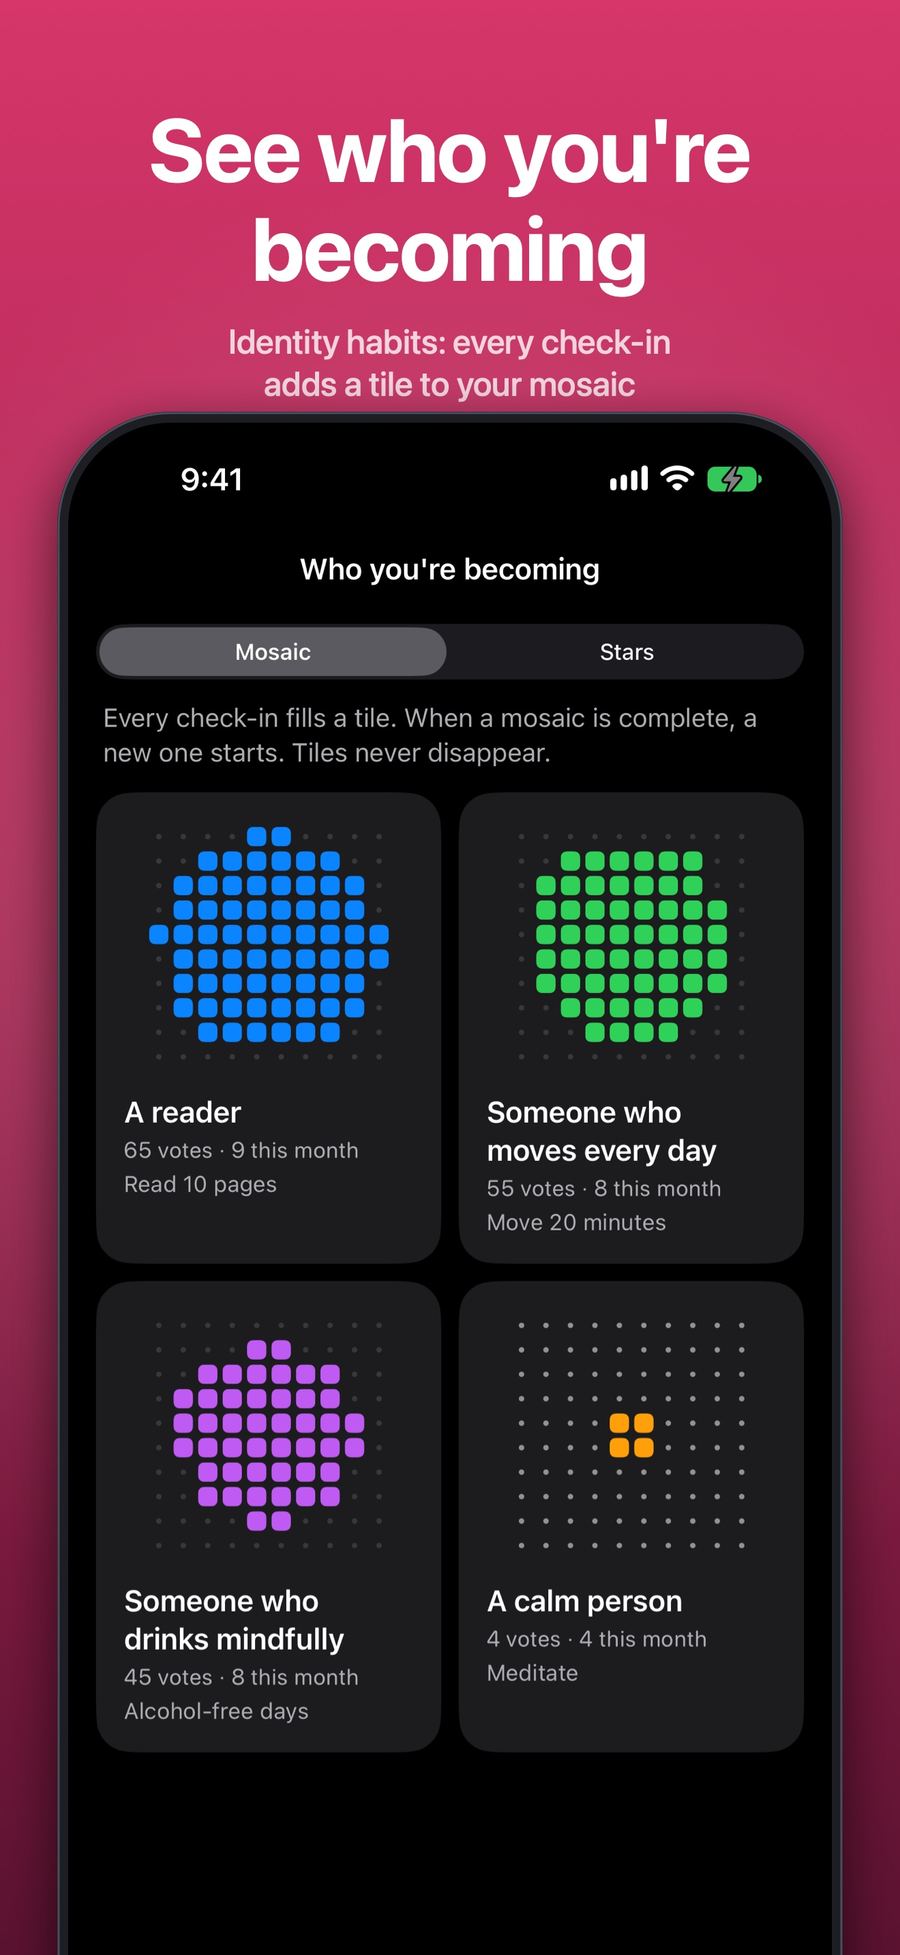 See who you're
becoming
Identity habits: every check-in
adds a tile to your mosaic
9:41
Who you're becoming
Mosaic
Stars
Every check-in fills a tile. When a mosaic is complete, a
new one starts. Tiles never disappear.
A reader
65 votes · 9 this month
Read 10 pages
Someone who
moves every day
55 votes · 8 this month
Move 20 minutes
Someone who
drinks mindfully
45 votes · 8 this month
Alcohol-free days
A calm person
4 votes · 4 this month
Meditate